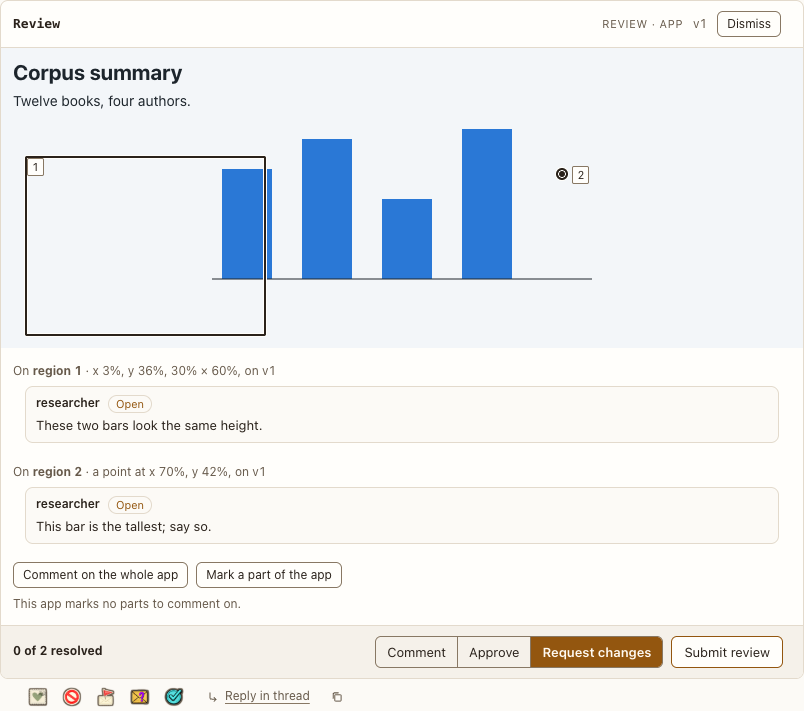 Review
REVIEW · APP v1 Dismiss
Corpus summary
Twelve books, four authors.
1
2
On region 1 · x 3%, y 36%, 30% × 60%, on v1
researcher Open
These two bars look the same height.
On region 2 · a point at x 70%, y 42%, on v1
researcher Open
This bar is the tallest; say so.
Comment on the whole app Mark a part of the app
This app marks no parts to comment on.
0 of 2 resolved Comment Approve Request changes Submit review
Reply in thread